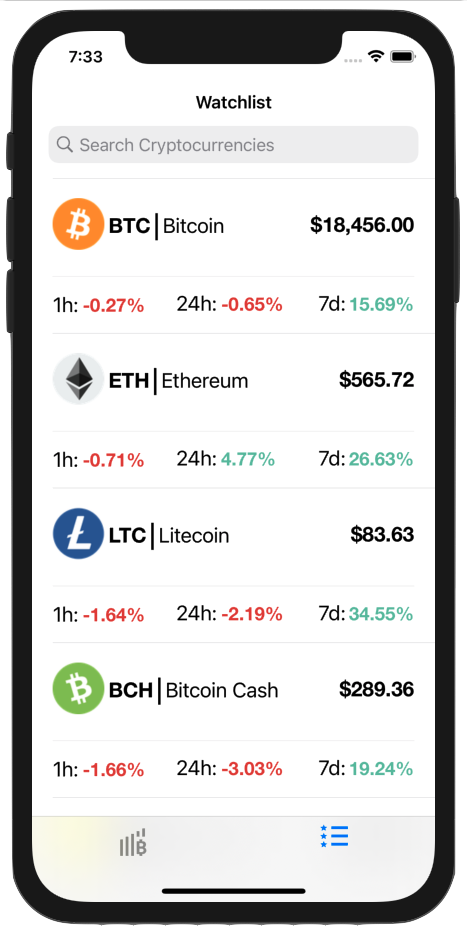 7:33
Watchlist
Search Cryptocurrencies
BTC|Bitcoin $18,456.00
1h: -0.27% 24h: -0.65% 7d: 15.69%
ETH|Ethereum $565.72
1h: -0.71% 24h: 4.77% 7d: 26.63%
LTC|Litecoin $83.63
1h: -1.64% 24h: -2.19% 7d: 34.55%
BCH|Bitcoin Cash $289.36
1h: -1.66% 24h: -3.03% 7d: 19.24%